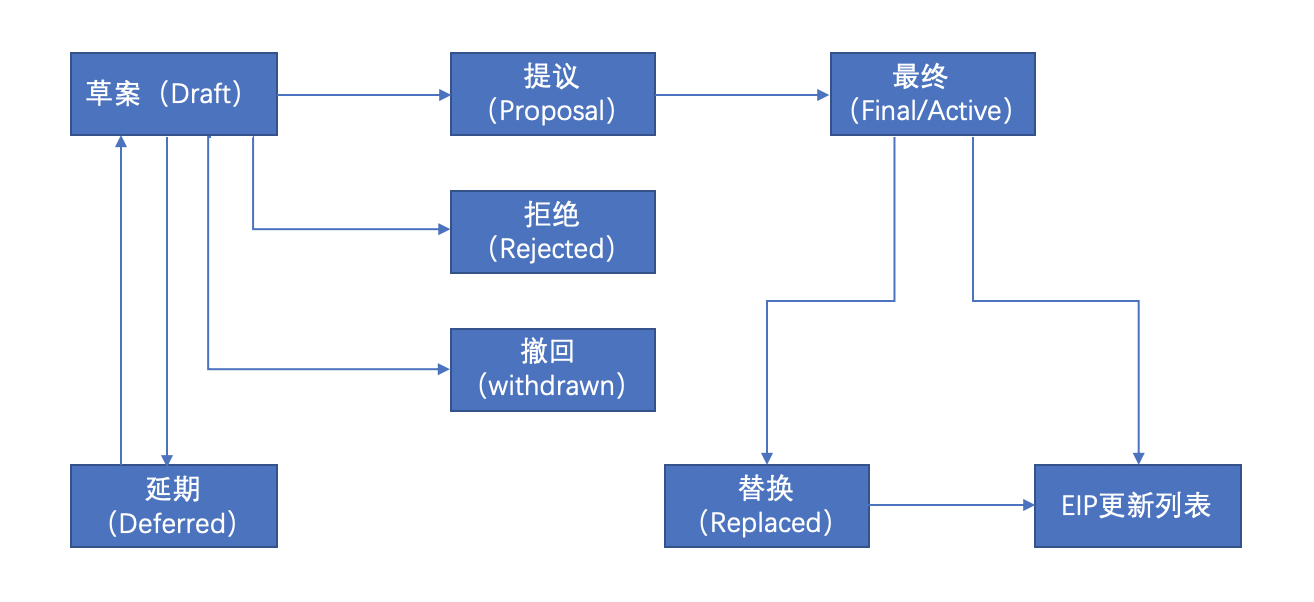 草案（Draft）
提议
（Proposal）
最终
（Final/Active）
拒绝
（Rejected）
撤回
（withdrawn）
延期
（Deferred）
替换
（Replaced）
EIP更新列表